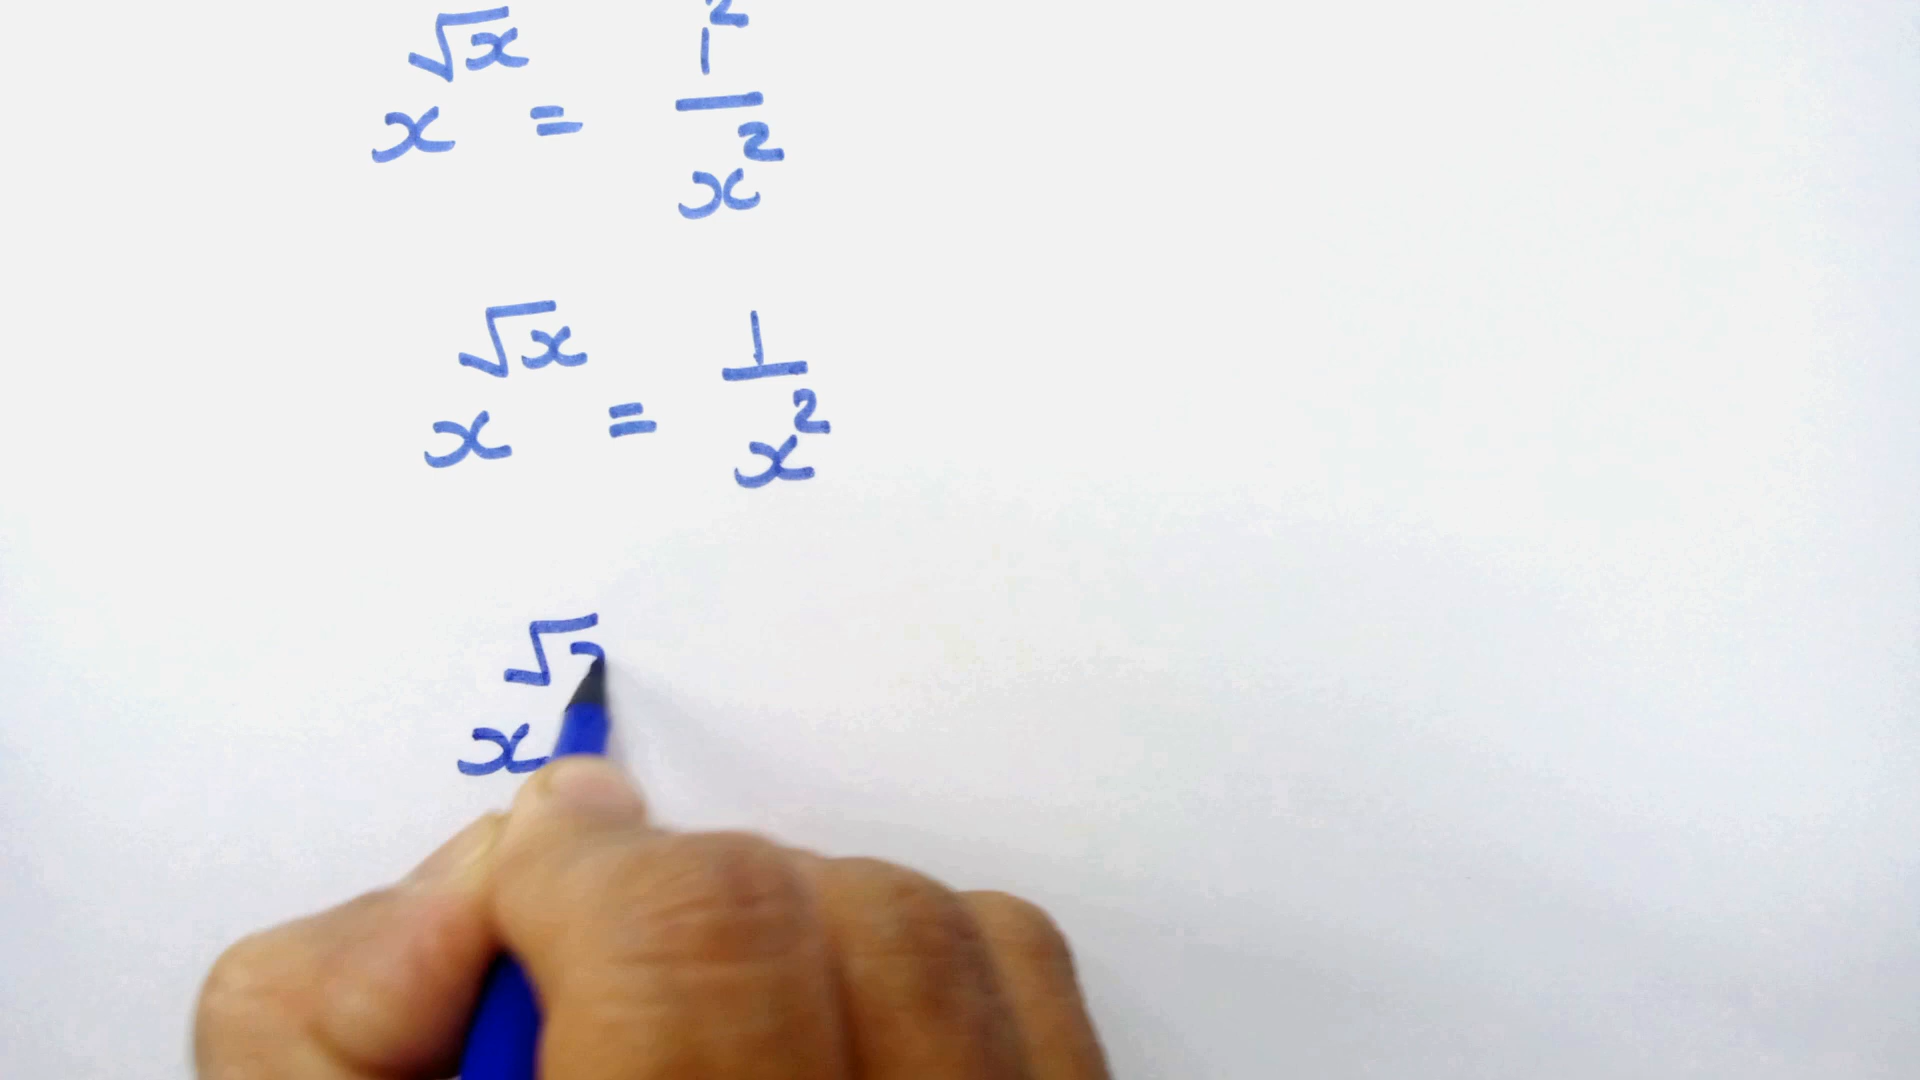 x^√x = 1^2/x^2
x^√x = 1/x^2
x^√